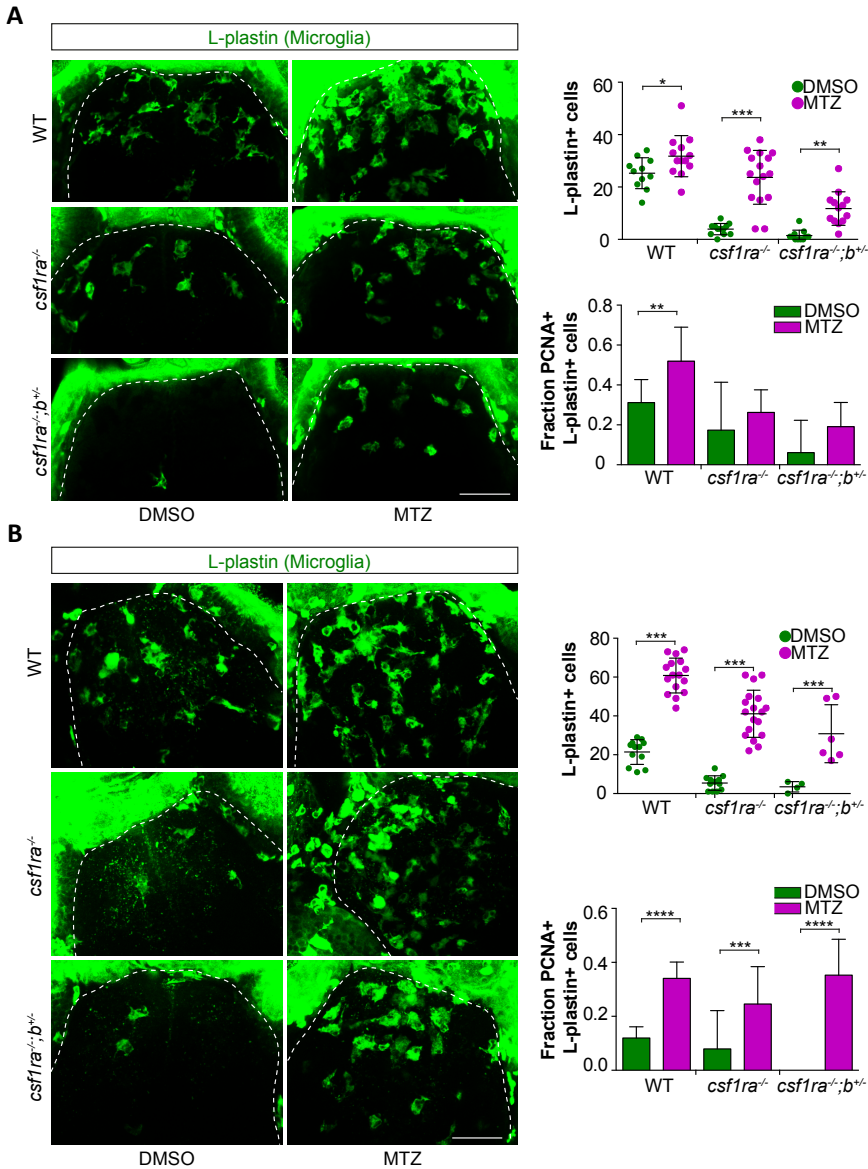 A
L-plastin (Microglia)
WT
csf1ra-/-
csf1ra-/-;b+/-
DMSO
MTZ
L-plastin+ cells
60
40
20
0
*
***
**
DMSO
MTZ
WT
csf1ra-/-
csf1ra-/-;b+/-
Fraction PCNA+
L-plastin+ cells
0.8
0.6
0.4
0.2
0
**
DMSO
MTZ
WT
csf1ra-/-
csf1ra-/-;b+/-
B
L-plastin (Microglia)
WT
csf1ra-/-
csf1ra-/-;b+/-
DMSO
MTZ
L-plastin+ cells
80
60
40
20
0
***
***
***
DMSO
MTZ
WT
csf1ra-/-
csf1ra-/-;b+/-
Fraction PCNA+
L-plastin+ cells
0.6
0.4
0.2
0.0
****
***
****
DMSO
MTZ
WT
csf1ra-/-
csf1ra-/-;b+/-